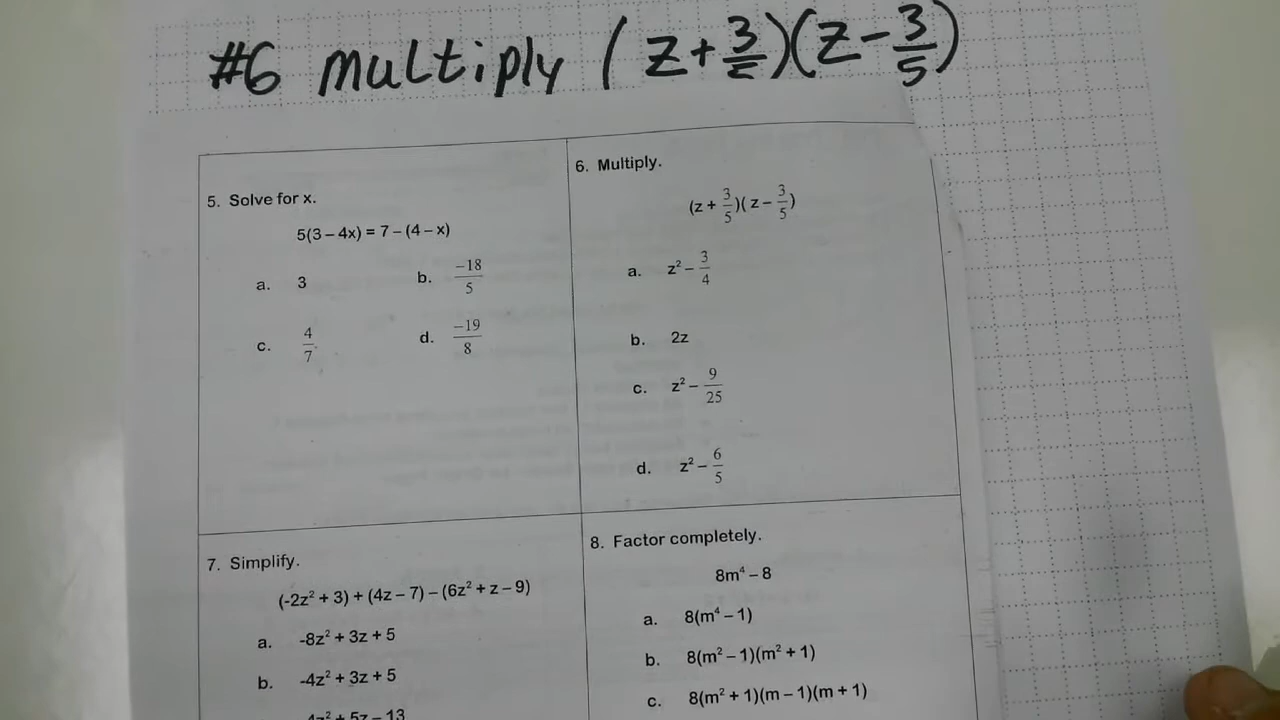 #6 multiply (z + 3/5)(z - 3/5)
5. Solve for x.
5(3 – 4x) = 7 – (4 – x)
a. 3
b. -18/5
c. 4/7
d. -19/8
6. Multiply.
(z + 3/5)( z – 3/5)
a. z² – 3/4
b. 2z
c. z² – 9/25
d. z² – 6/5
7. Simplify.
(-2z² + 3) + (4z – 7) – (6z² + z – 9)
a. -8z² + 3z + 5
b. -4z² + 3z + 5
4z² + 5z – 13
8. Factor completely.
8m⁴ – 8
a. 8(m⁴ – 1)
b. 8(m² – 1)(m² + 1)
c. 8(m² + 1)(m – 1)(m + 1)